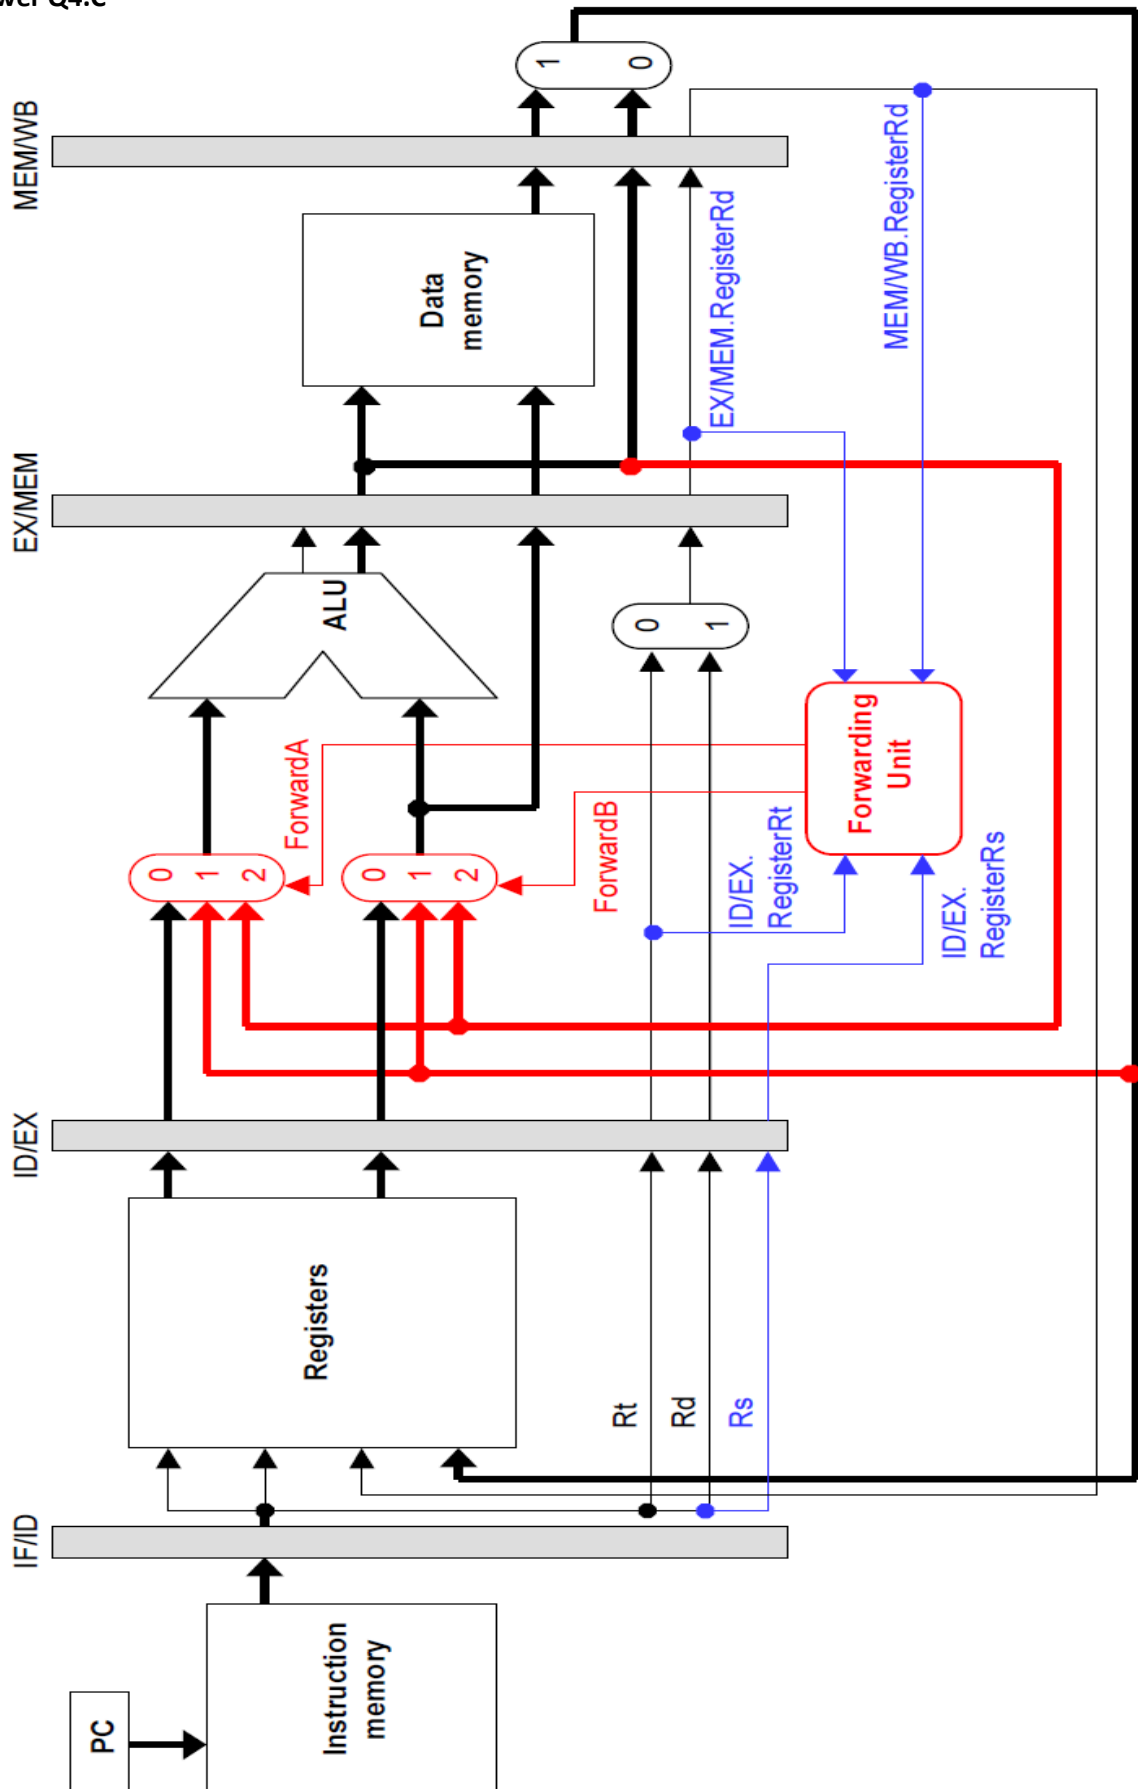 wer Q4.C
IF/ID
ID/EX
EX/MEM
MEM/WB
PC
Instruction
memory
Registers
Rt
Rd
Rs
0
1
2
0
1
2
ForwardA
ForwardB
ALU
0
1
ID/EX.
RegisterRt
ID/EX.
RegisterRs
Forwarding
Unit
EX/MEM.RegisterRd
MEM/WB.RegisterRd
Data
memory
1
0